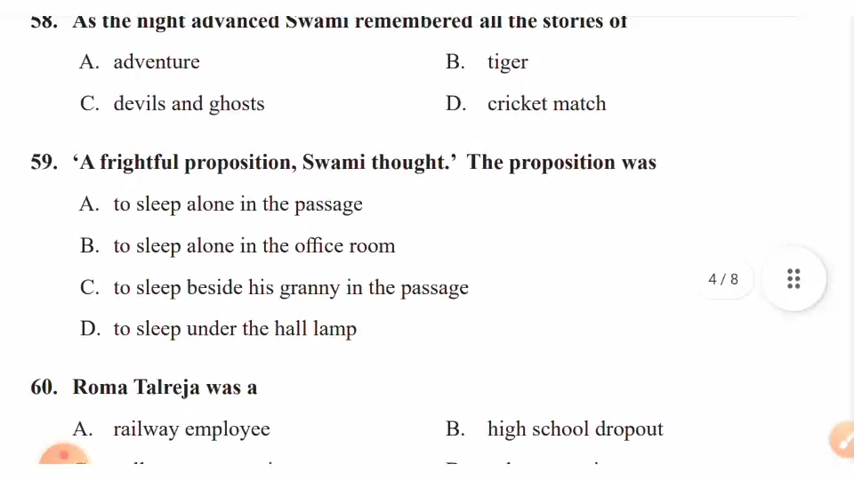 58. As the night advanced Swami remembered all the stories of
A. adventure B. tiger
C. devils and ghosts D. cricket match
59. ‘A frightful proposition, Swami thought.’ The proposition was
A. to sleep alone in the passage
B. to sleep alone in the office room
4 / 8
C. to sleep beside his granny in the passage
D. to sleep under the hall lamp
60. Roma Talreja was a
A. railway employee B. high school dropout